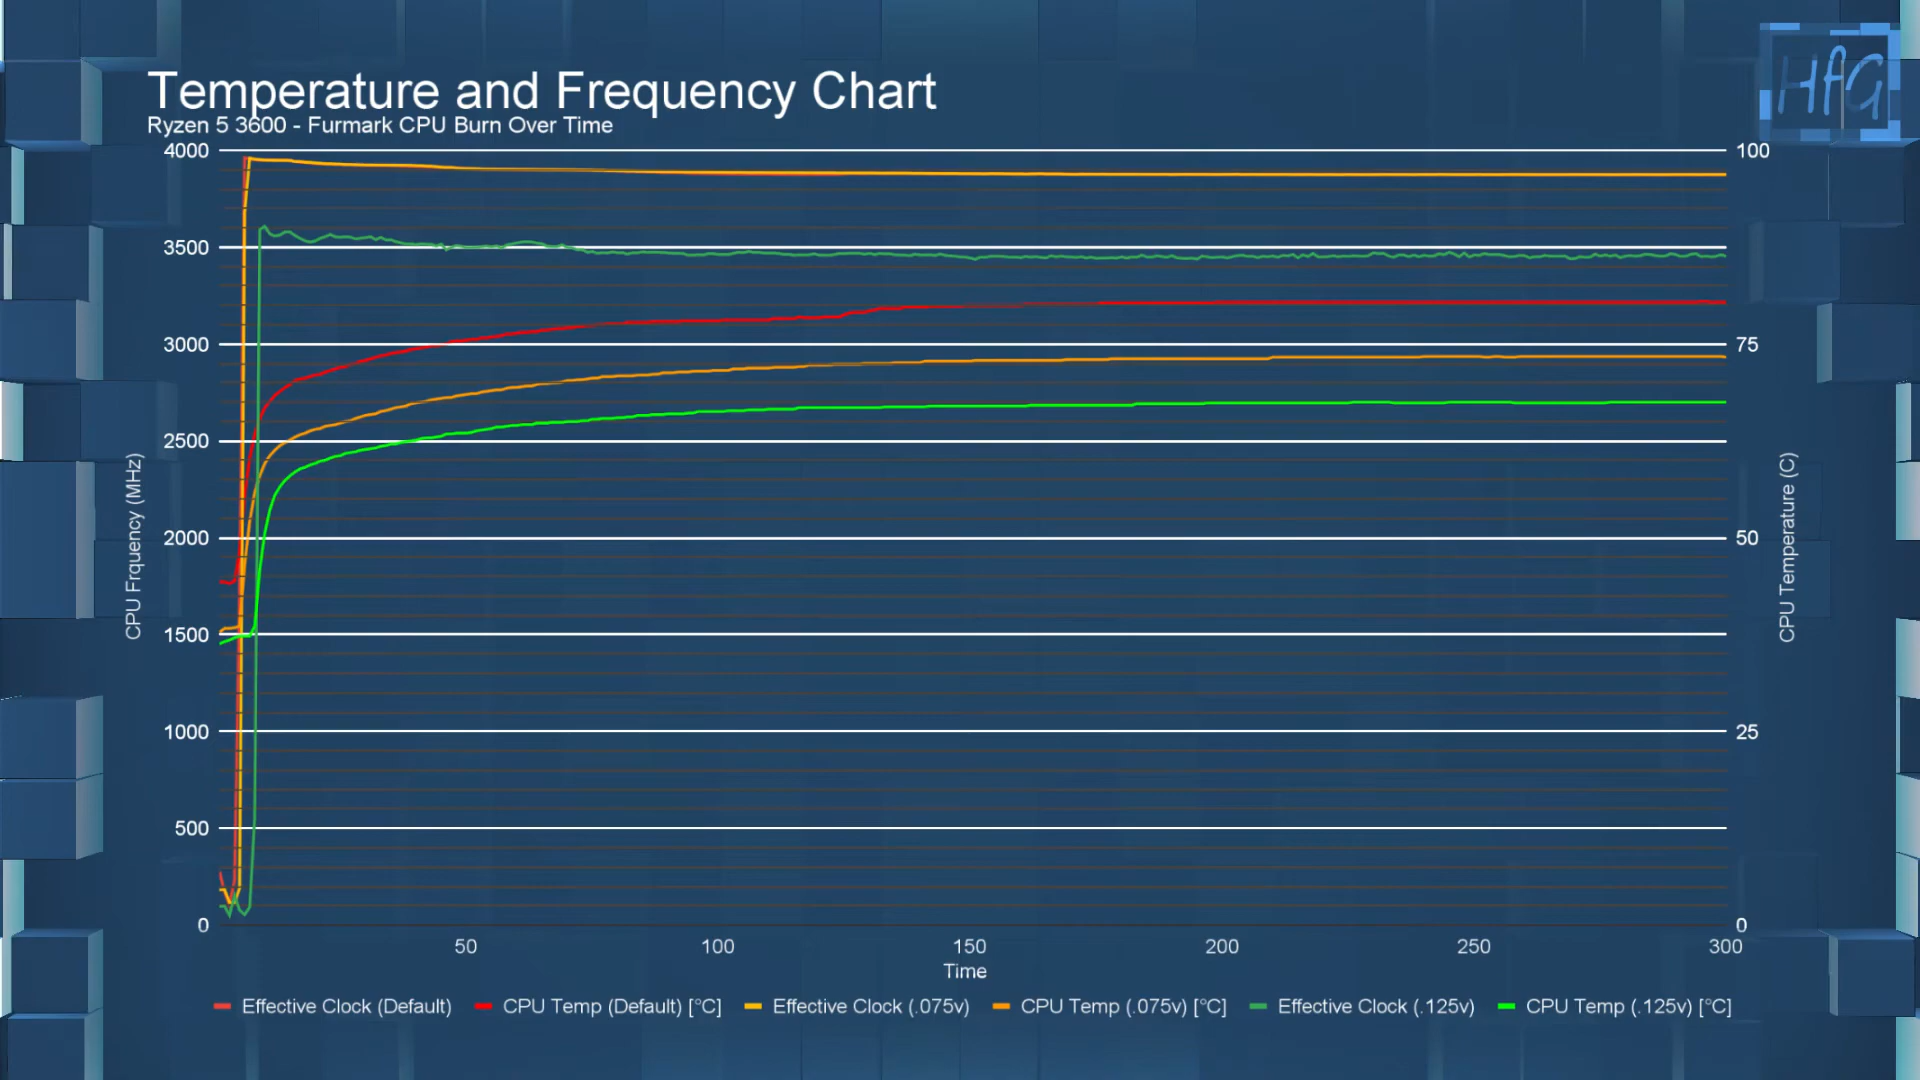 HfG
Temperature and Frequency Chart
Ryzen 5 3600 - Furmark CPU Burn Over Time
4000
3500
3000
2500
2000
1500
1000
500
0
100
75
50
25
0
CPU Frquency (MHz)
CPU Temperature (C)
50 100 150 200 250 300
Time
Effective Clock (Default) CPU Temp (Default) [°C] Effective Clock (.075v) CPU Temp (.075v) [°C] Effective Clock (.125v) CPU Temp (.125v) [°C]